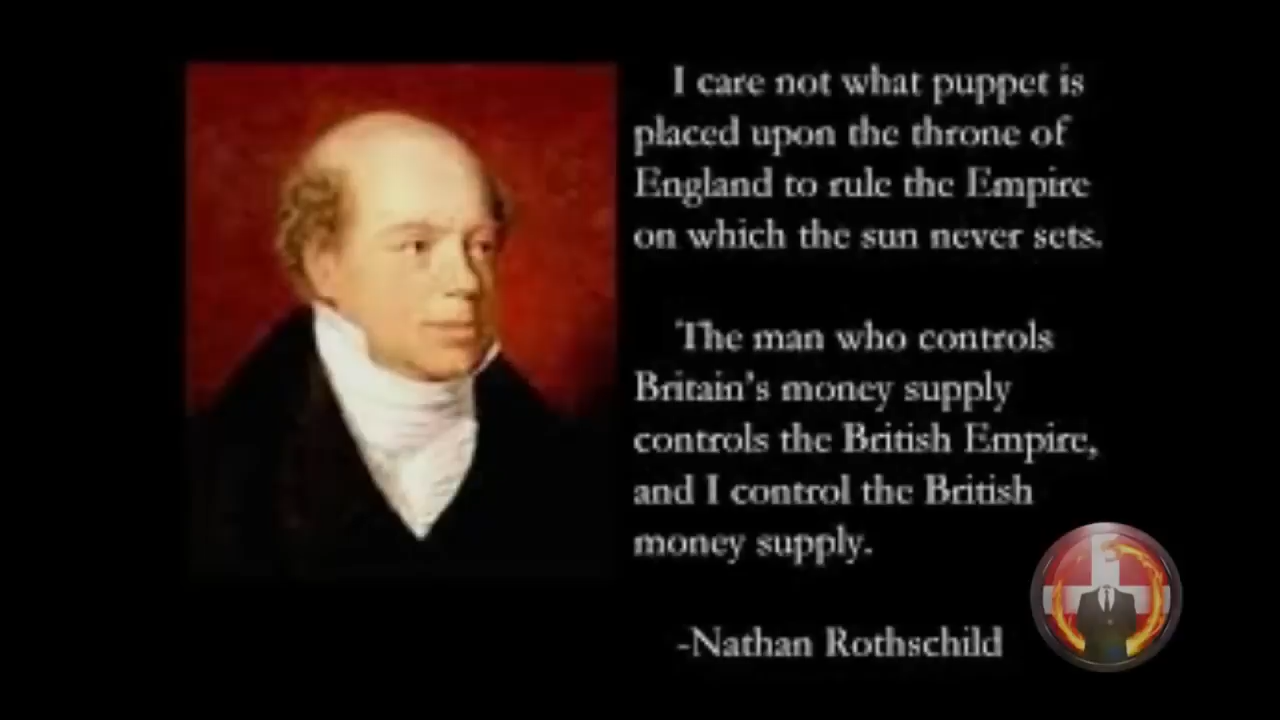 I care not what puppet is
placed upon the throne of
England to rule the Empire
on which the sun never sets.
The man who controls
Britain's money supply
controls the British Empire,
and I control the British
money supply.
-Nathan Rothschild